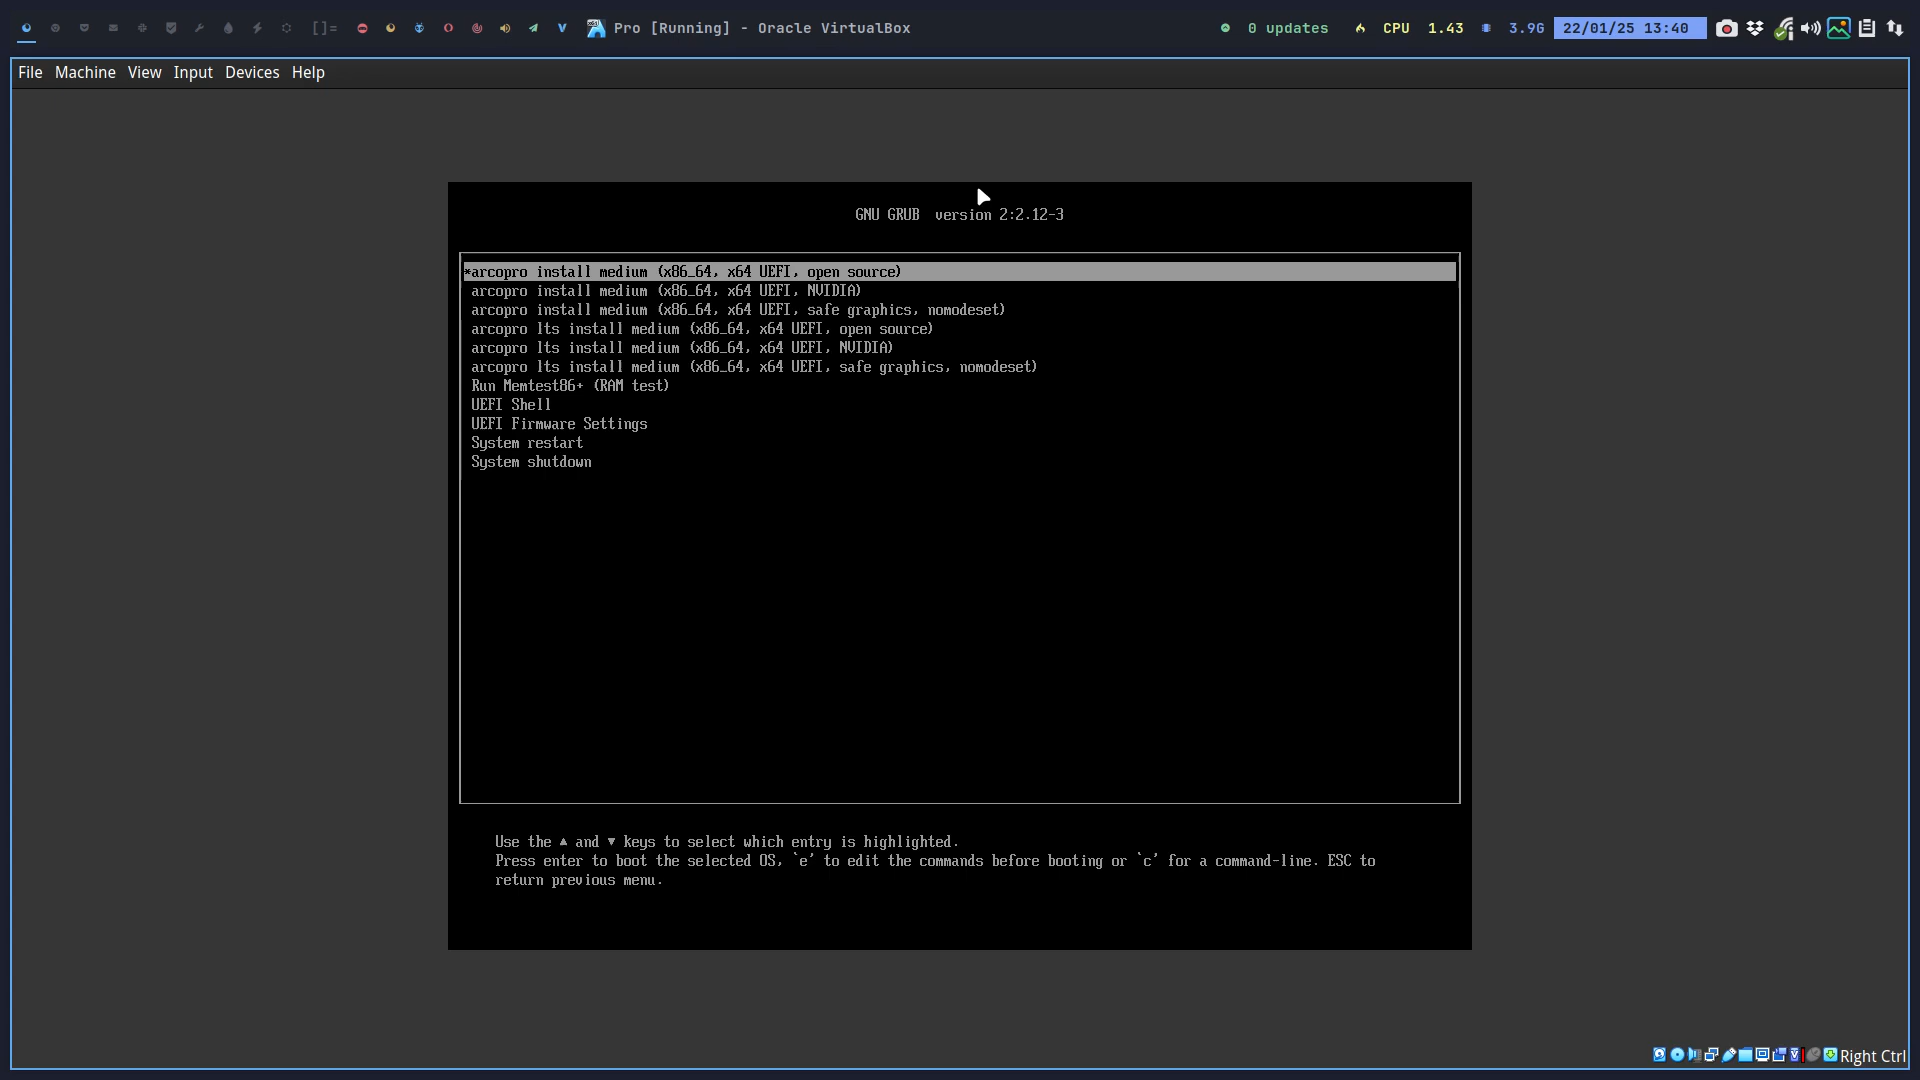 []= Pro [Running] - Oracle VirtualBox 0 updates CPU 1.43 3.9G 22/01/25 13:40
File Machine View Input Devices Help
GNU GRUB version 2:2.12-3
*arcopro install medium (x86_64, x64 UEFI, open source)
arcopro install medium (x86_64, x64 UEFI, NVIDIA)
arcopro install medium (x86_64, x64 UEFI, safe graphics, nomodeset)
arcopro lts install medium (x86_64, x64 UEFI, open source)
arcopro lts install medium (x86_64, x64 UEFI, NVIDIA)
arcopro lts install medium (x86_64, x64 UEFI, safe graphics, nomodeset)
Run Memtest86+ (RAM test)
UEFI Shell
UEFI Firmware Settings
System restart
System shutdown
Use the ▲ and ▼ keys to select which entry is highlighted.
Press enter to boot the selected OS, `e' to edit the commands before booting or `c' for a command-line. ESC to
return previous menu.
Right Ctrl